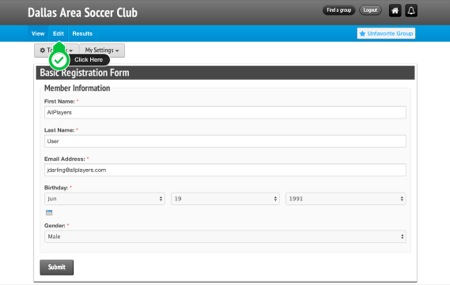 Dallas Area Soccer Club
Find a group Logout
View Edit Results
Unfavorite Group
My Settings
Click Here
Basic Registration Form
Member Information
First Name: *
AllPlayers
Last Name: *
User
Email Address: *
jdarling@allplayers.com
Birthday: *
Jun 19 1991
Gender: *
Male
Submit